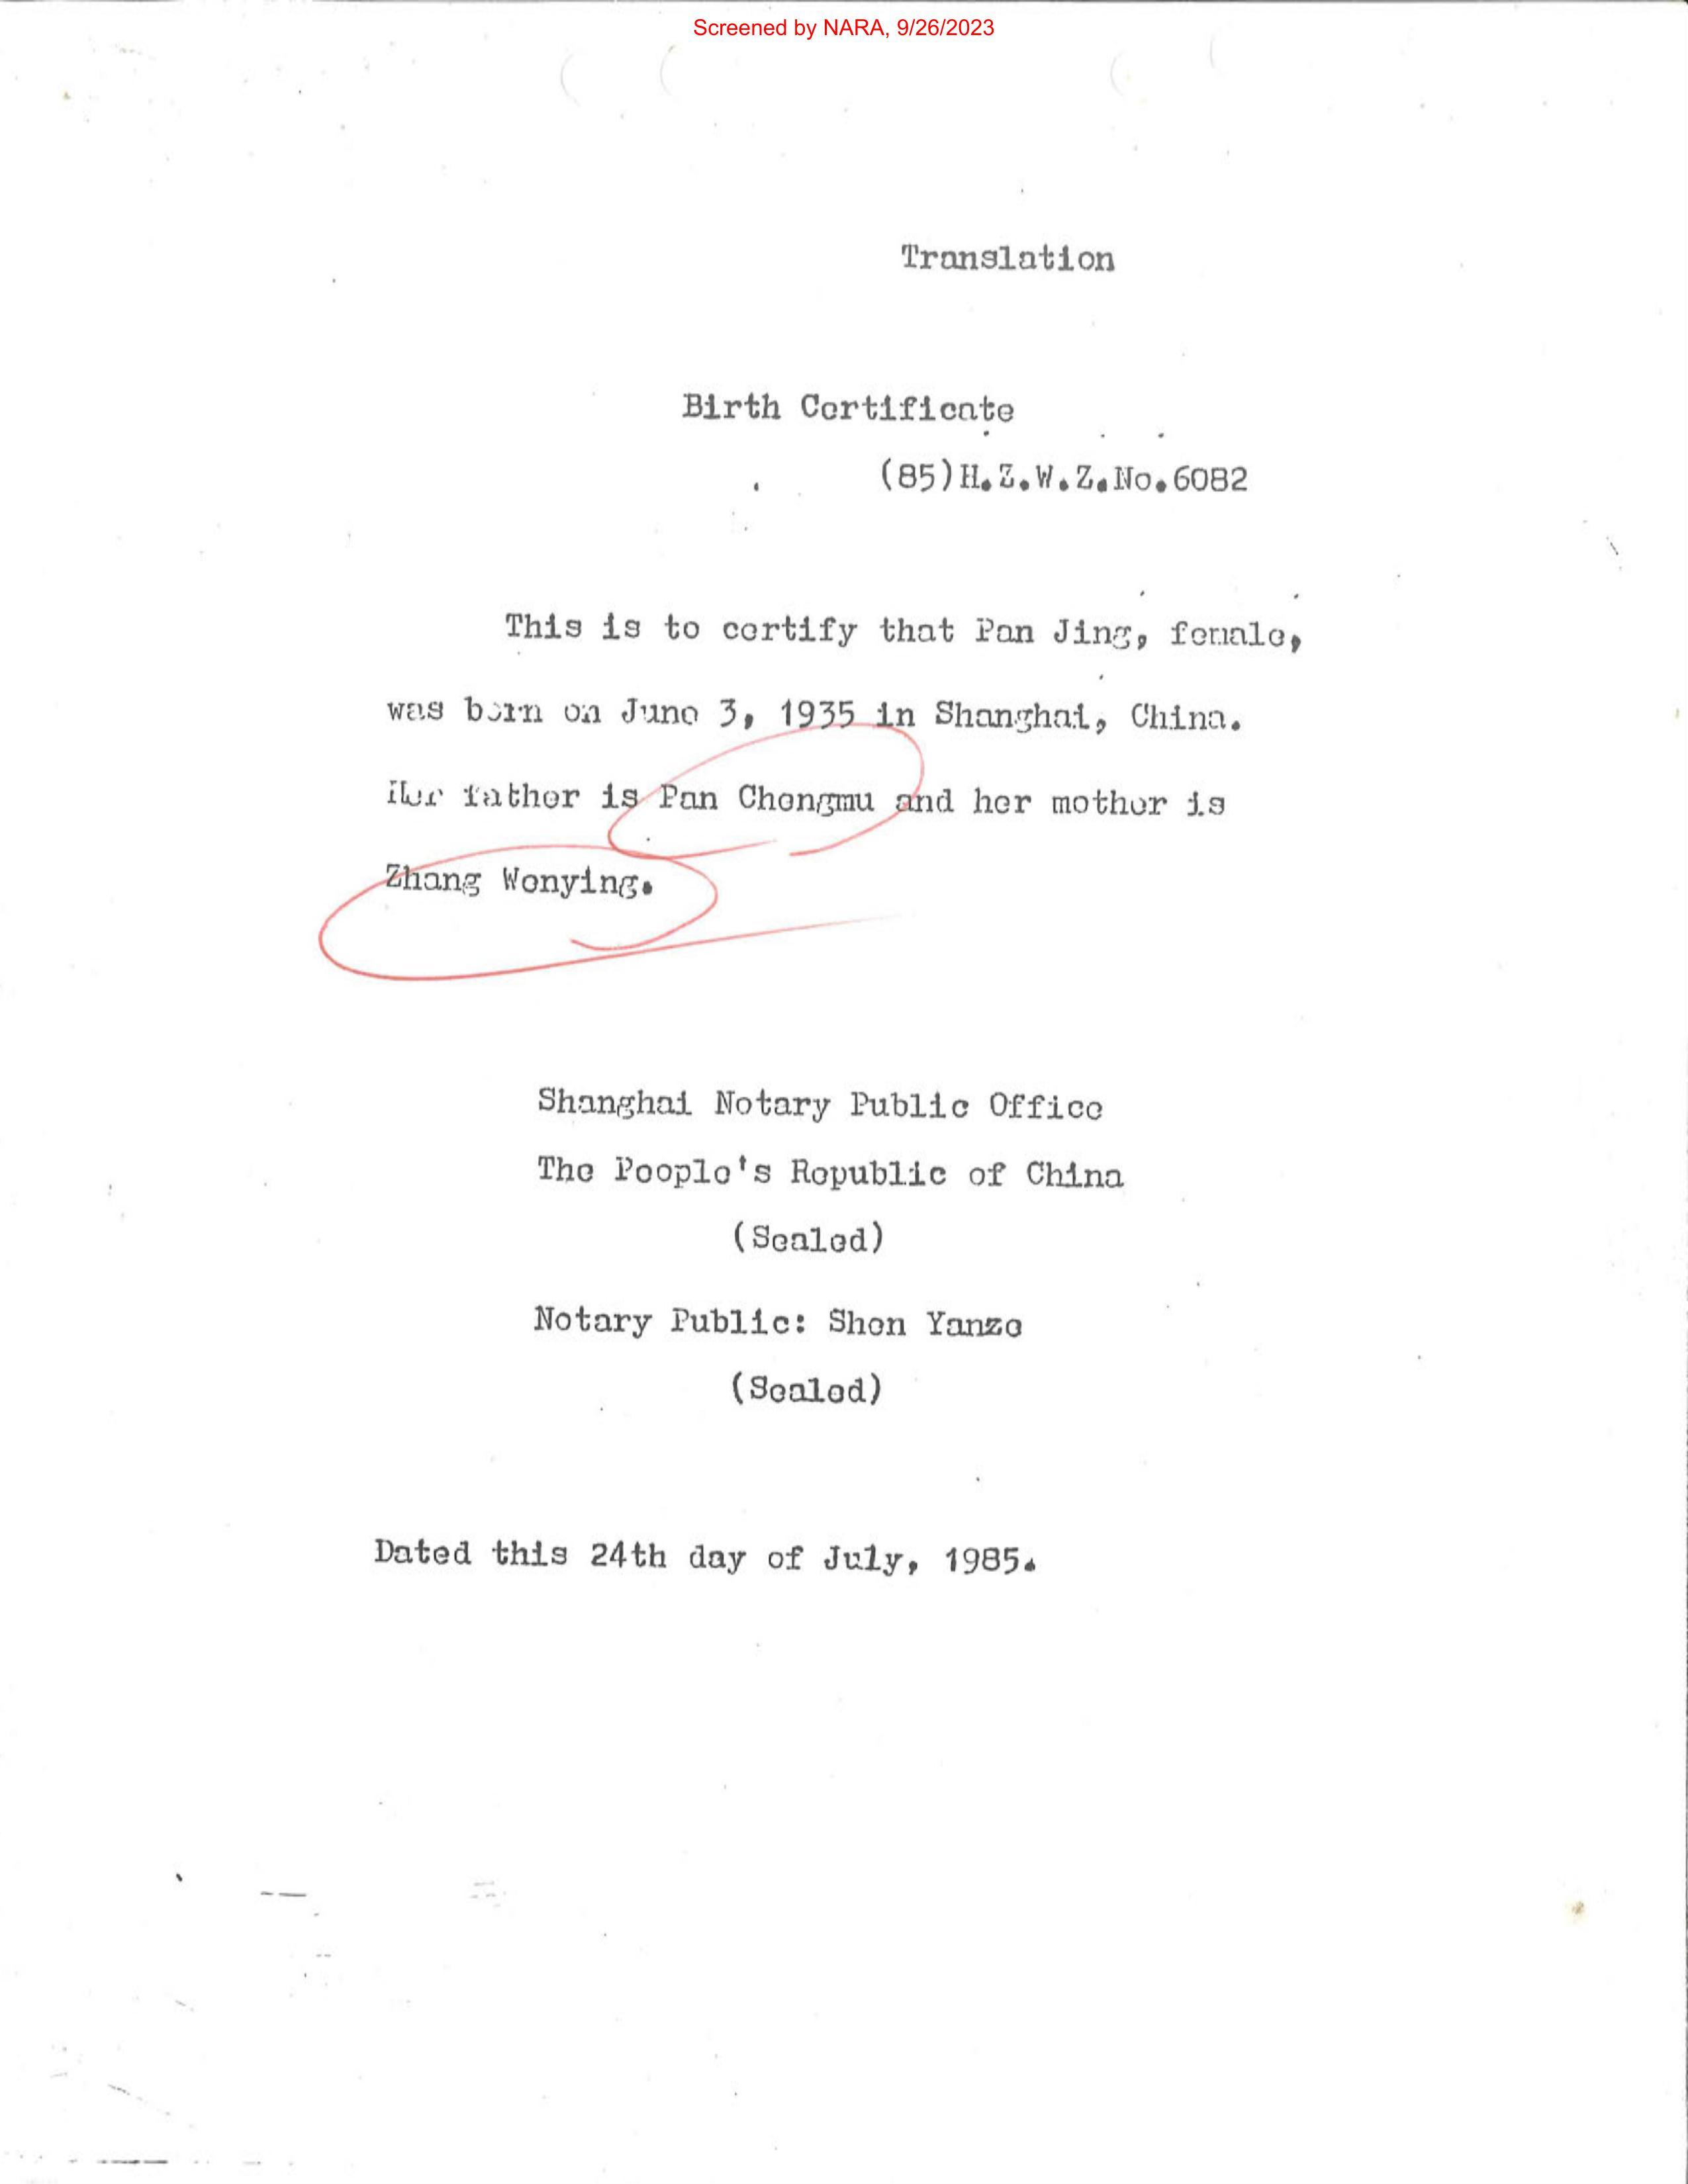 Screened by NARA, 9/26/2023
Translation
Birth Certificate
(85)H.Z.W.Z.No.6082
This is to certify that Pan Jing, female,
was born on June 3, 1935 in Shanghai, China.
Her father is Pan Chengmu and her mother is
Zhang Wenying.
Shanghai Notary Public Office
The People's Republic of China
(Sealed)
Notary Public: Shen Yanze
(Sealed)
Dated this 24th day of July, 1985.